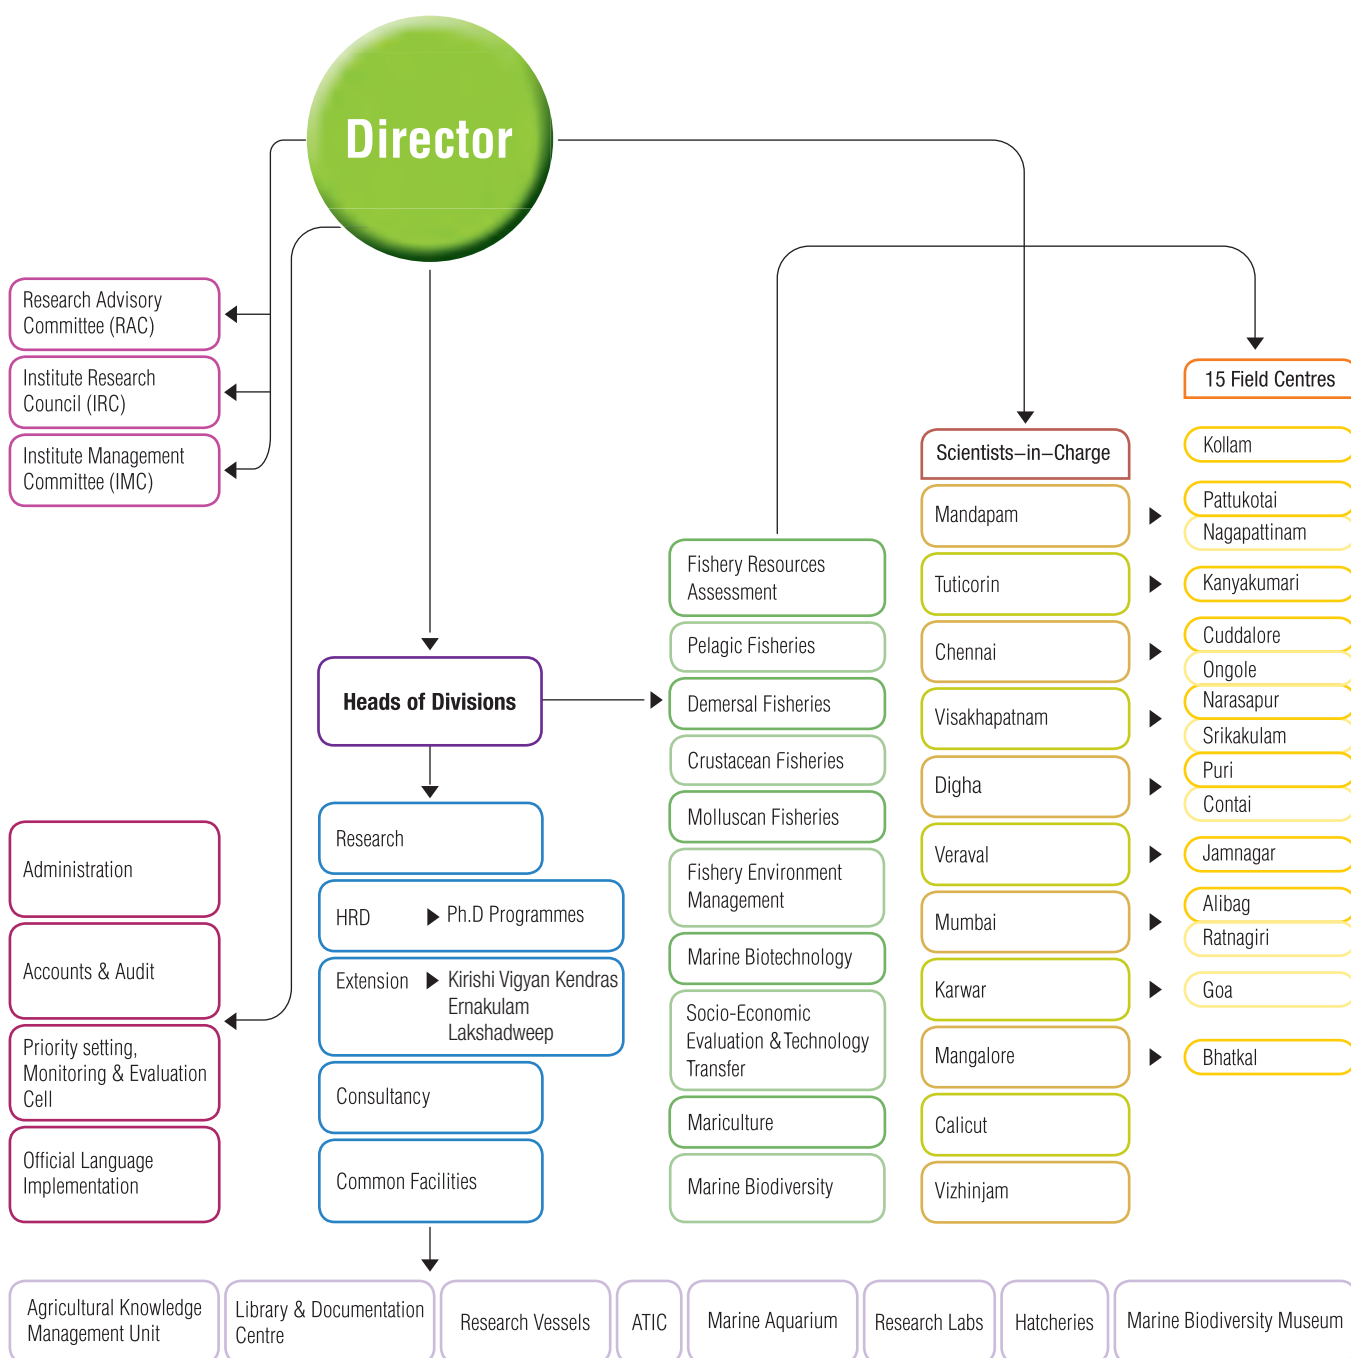 Director
Research Advisory
Committee (RAC)
Institute Research
Council (IRC)
Institute Management
Committee (IMC)
Administration
Accounts & Audit
Priority setting,
Monitoring & Evaluation
Cell
Official Language
Implementation
Heads of Divisions
Research
HRD
Ph.D Programmes
Extension
Kirishi Vigyan Kendras
Ernakulam
Lakshadweep
Consultancy
Common Facilities
Fishery Resources
Assessment
Pelagic Fisheries
Demersal Fisheries
Crustacean Fisheries
Molluscan Fisheries
Fishery Environment
Management
Marine Biotechnology
Socio-Economic
Evaluation & Technology
Transfer
Mariculture
Marine Biodiversity
Scientists–in–Charge
Mandapam
Tuticorin
Chennai
Visakhapatnam
Digha
Veraval
Mumbai
Karwar
Mangalore
Calicut
Vizhinjam
15 Field Centres
Kollam
Pattukotai
Nagapattinam
Kanyakumari
Cuddalore
Ongole
Narasapur
Srikakulam
Puri
Contai
Jamnagar
Alibag
Ratnagiri
Goa
Bhatkal
Agricultural Knowledge
Management Unit
Library & Documentation
Centre
Research Vessels
ATIC
Marine Aquarium
Research Labs
Hatcheries
Marine Biodiversity Museum